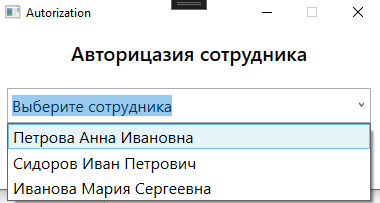 Autorization
Авторицазия сотрудника
Выберите сотрудника
Петрова Анна Ивановна
Сидоров Иван Петрович
Иванова Мария Сергеевна